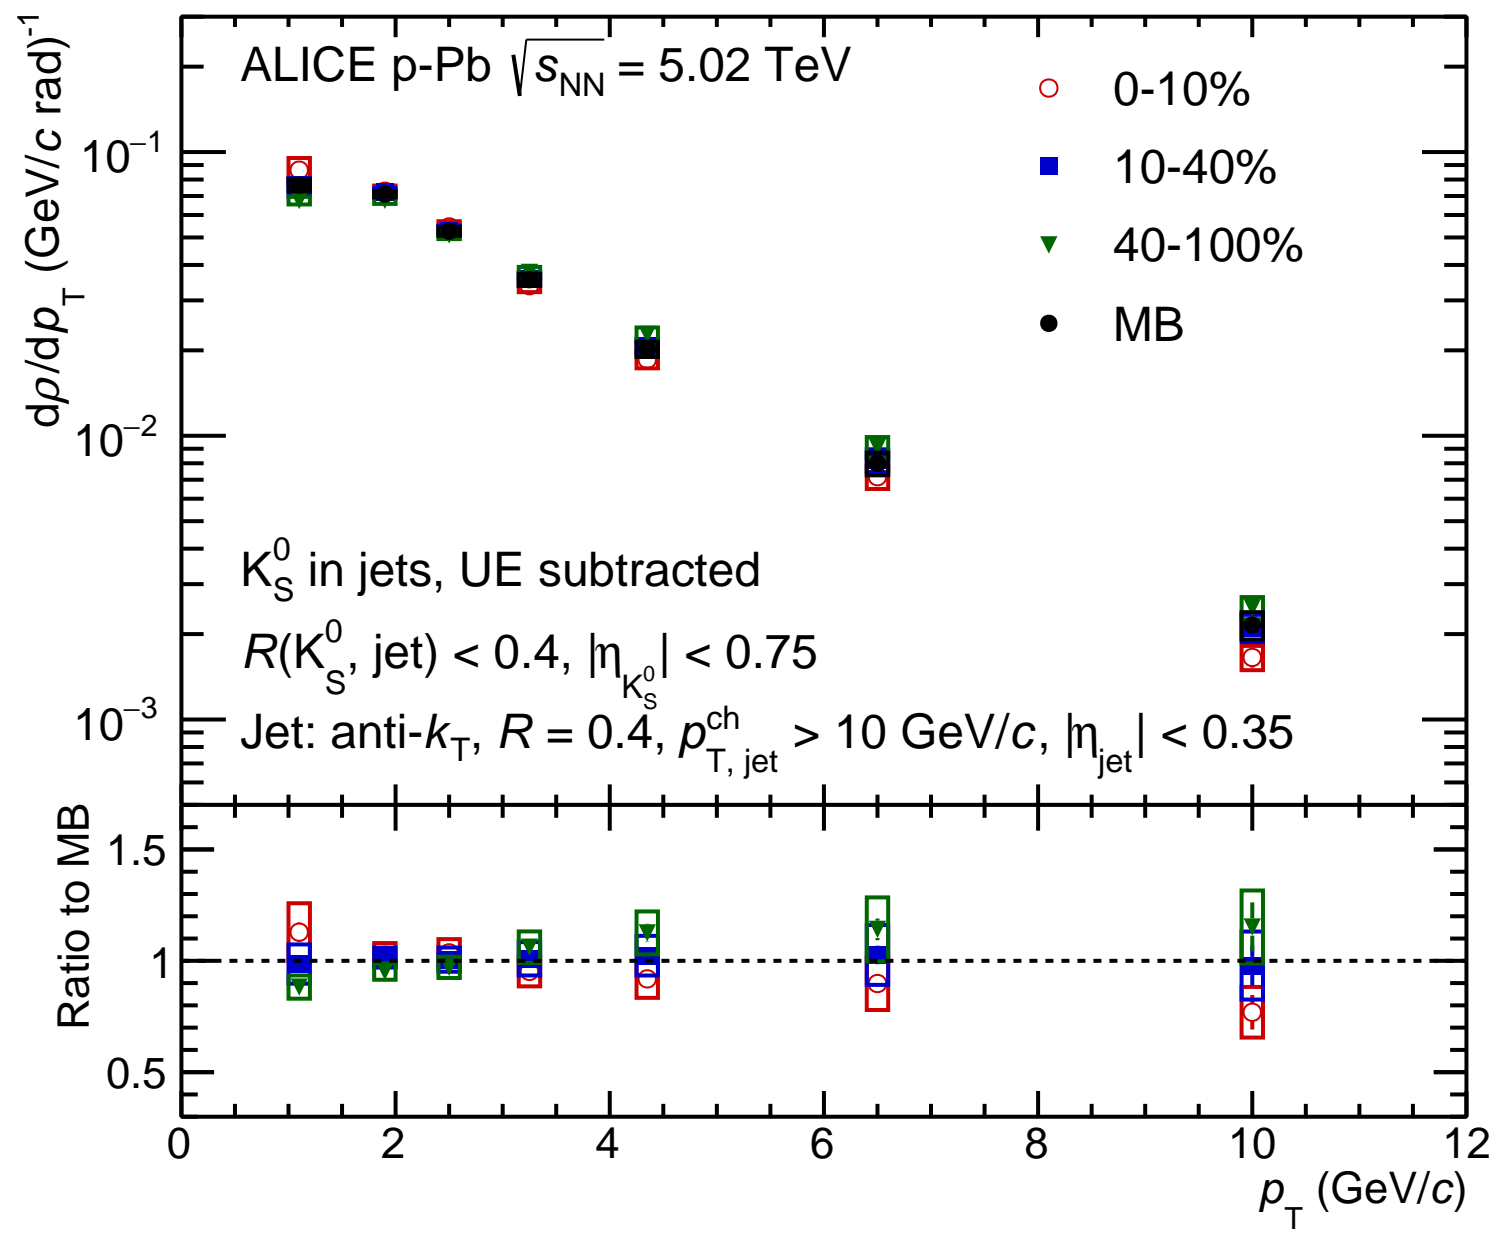 ALICE p-Pb √sNN = 5.02 TeV
0-10%
10-40%
40-100%
MB
dρ/dpT (GeV/c rad)-1
10−1
10−2
10−3
K0S in jets, UE subtracted
R(K0S, jet) < 0.4, |ηK0S| < 0.75
Jet: anti-kT, R = 0.4, pchT, jet > 10 GeV/c, |ηjet| < 0.35
Ratio to MB
1.5
1
0.5
0 2 4 6 8 10 12
pT (GeV/c)